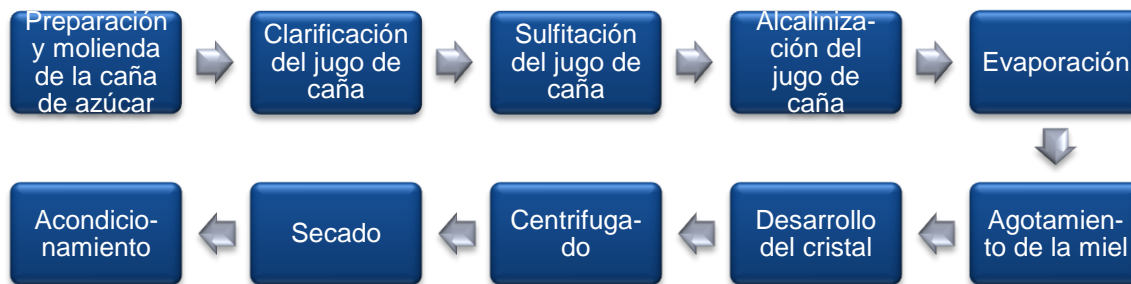 Preparación
y molienda
de la caña
de azúcar
Clarificación
del jugo de
caña
Sulfitación
del jugo de
caña
Alcaliniza-
ción del
jugo de
caña
Evaporación
Agotamien-
to de la miel
Desarrollo
del cristal
Centrifuga-
do
Secado
Acondicio-
namiento